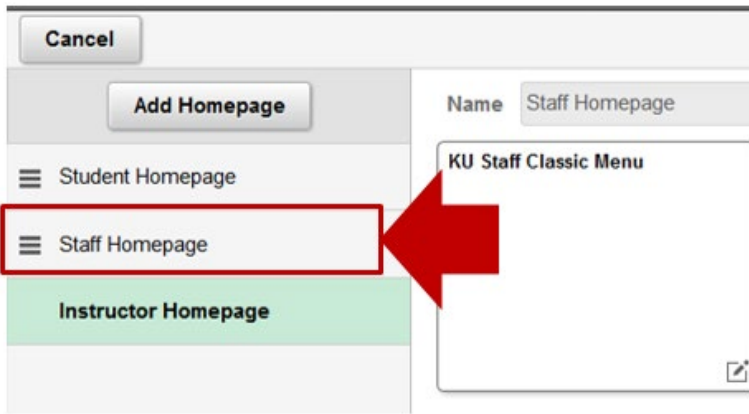 Cancel
Add Homepage
Student Homepage
Staff Homepage
Instructor Homepage
Name Staff Homepage
KU Staff Classic Menu